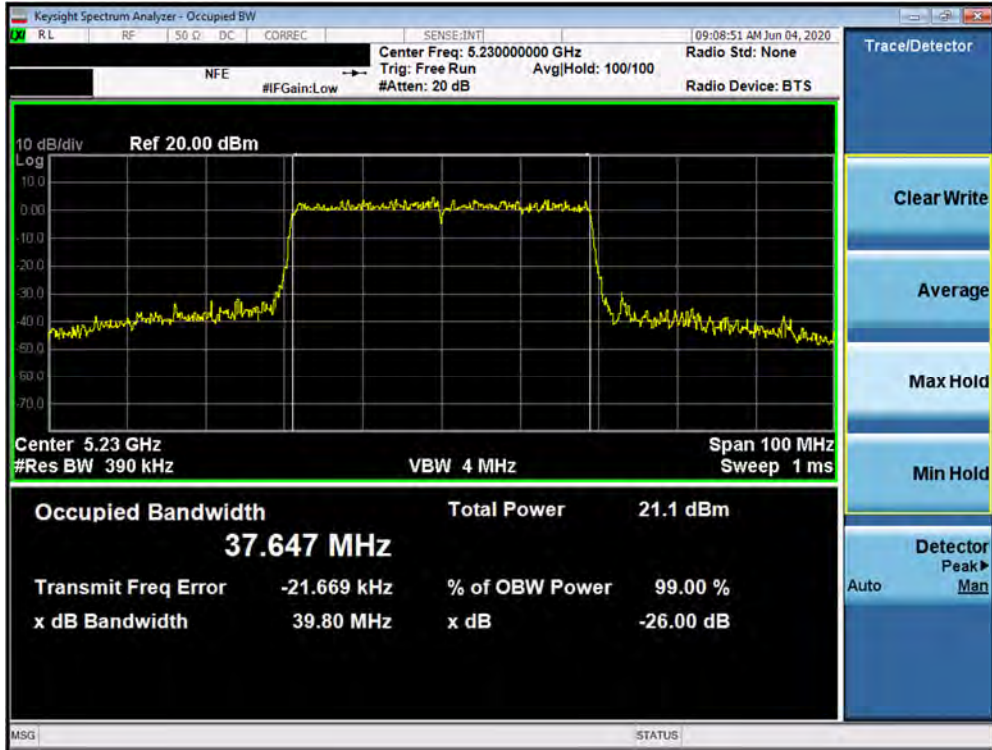 Keysight Spectrum Analyzer - Occupied BW
LXI RL RF 50 Ω DC CORREC SENSE:INT 09:08:51 AM Jun 04, 2020
Center Freq: 5.230000000 GHz Radio Std: None
NFE Trig: Free Run Avg|Hold: 100/100
#IFGain:Low #Atten: 20 dB Radio Device: BTS
Trace/Detector
10 dB/div Ref 20.00 dBm
Log
10.0
0.00
-10.0
-20.0
-30.0
-40.0
-50.0
-60.0
-70.0
Center 5.23 GHz Span 100 MHz
#Res BW 390 kHz VBW 4 MHz Sweep 1 ms
Occupied Bandwidth Total Power 21.1 dBm
37.647 MHz
Transmit Freq Error -21.669 kHz % of OBW Power 99.00 %
x dB Bandwidth 39.80 MHz x dB -26.00 dB
Clear Write
Average
Max Hold
Min Hold
Detector
Peak▶
Auto Man
MSG STATUS